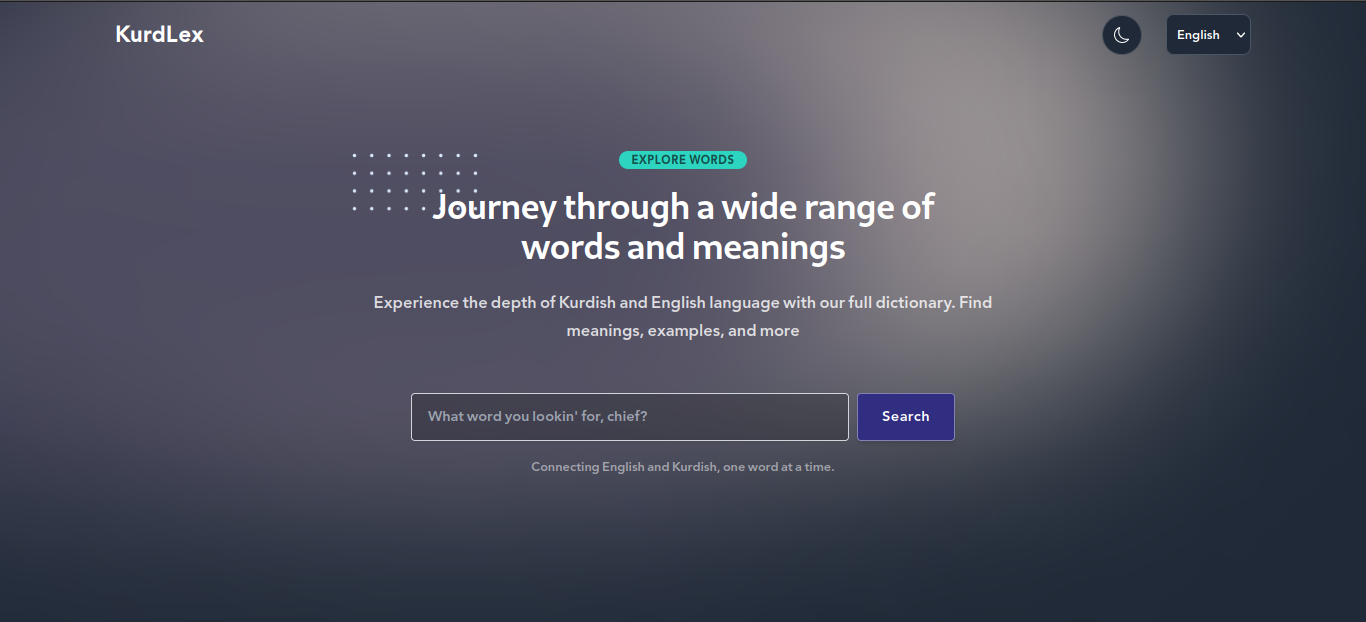 KurdLex
English
EXPLORE WORDS
Journey through a wide range of
words and meanings
Experience the depth of Kurdish and English language with our full dictionary. Find
meanings, examples, and more
What word you lookin' for, chief?
Search
Connecting English and Kurdish, one word at a time.